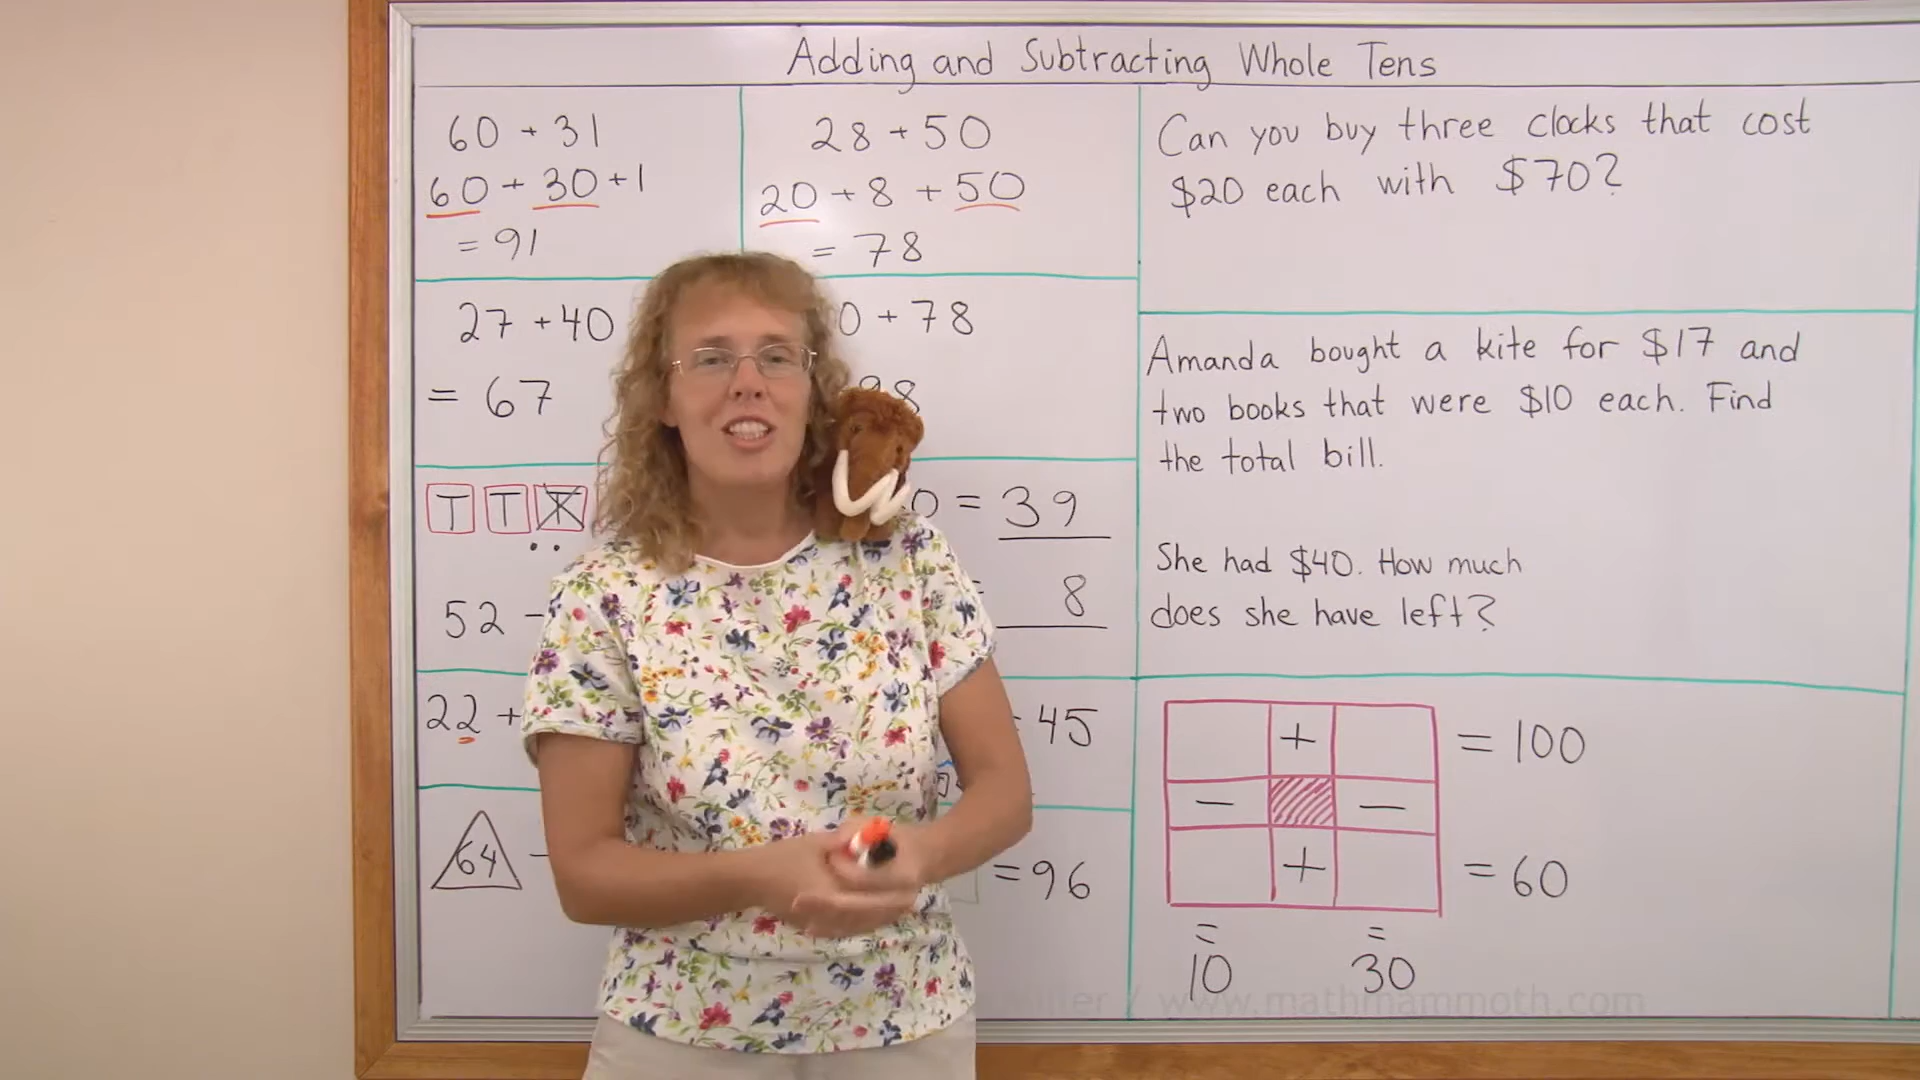 Adding and Subtracting Whole Tens
60 + 31
60 + 30 + 1
= 91
28 + 50
20 + 8 + 50
= 78
27 + 40
= 67
0 + 78
98
T T T
52 -
0 = 39
8
22 +
45
64 -
= 96
Can you buy three clocks that cost
$20 each with $70?
Amanda bought a kite for $17 and
two books that were $10 each. Find
the total bill.
She had $40. How much
does she have left?
+ = 100
- -
+ = 60
= =
10 30
/ www.mathmammoth.com